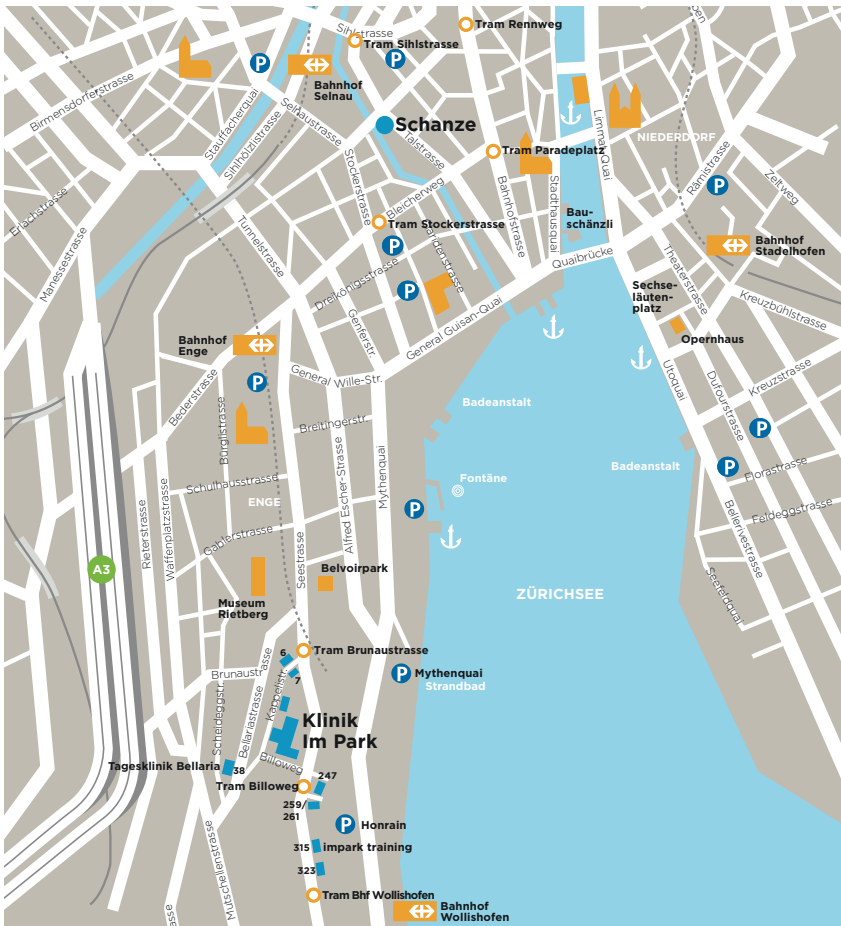 Sihlstrasse
Tram Rennweg
Tram Sihlstrasse
P
P
Bahnhof
Selnau
Birmensdorferstrasse
Stauffacherquai
Sihlhölzlistrasse
Selnaustrasse
Schanze
Talstrasse
Limmat-Quai
NIEDERDORF
Tram Paradeplatz
Stockerstrasse
Bleicherweg
Bahnhofstrasse
Stadthausquai
Rämistrasse
P
Zeltweg
Erlachstrasse
Manessestrasse
Tunnelstrasse
Tram Stockerstrasse
P
Bau-
schänzli
Quaibrücke
Bahnhof
Stadelhofen
Theaterstrasse
Dreikönigsstrasse
P
Genferstr.
General Guisan-Quai
Sechse-
läuten-
platz
Kreuzbühlstrasse
Opernhaus
Bahnhof
Enge
P
General Wille-Str.
Bederstrasse
Bürglistrasse
Breitingerstr.
Utoquai
Dufourstrasse
Kreuzstrasse
Badeanstalt
P
Badeanstalt
P
Florastrasse
Feldeggstrasse
Bellerivestrasse
Seefeldquai
Alfred Escher-Strasse
Mythenquai
Fontäne
P
Schulhausstrasse
ENGE
Gablerstrasse
Rieterstrasse
Waffenplatzstrasse
Seestrasse
A3
Belvoirpark
Museum
Rietberg
ZÜRICHSEE
Tram Brunaustrasse
6
7
Brunaustrasse
Scheideggstr.
Bellariastrasse
Kappelistr.
P
Mythenquai
Strandbad
Klinik
Im Park
Billoweg
Tagesklinik Bellaria
38
Tram Billoweg
247
259/
261
P
Honrain
315
impark training
323
Mutschellenstrasse
asse
Tram Bhf Wollishofen
Bahnhof
Wollishofen